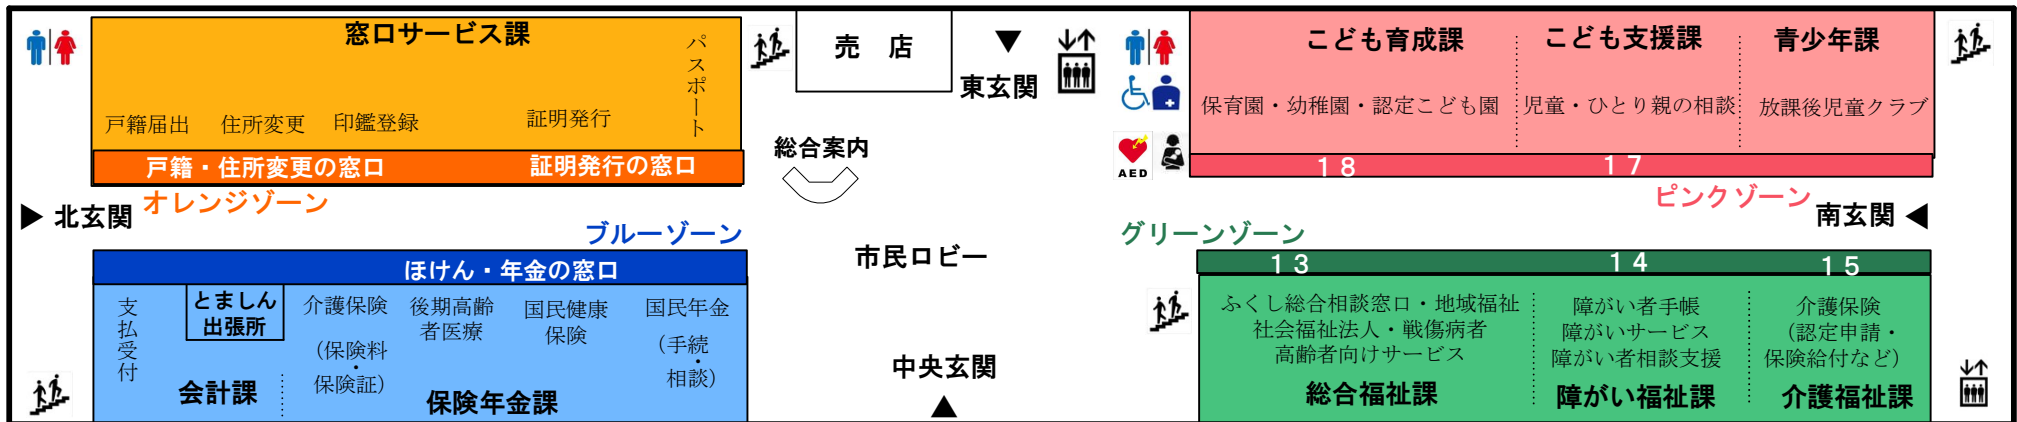 窓口サービス課
パスポート
戸籍届出
住所変更
印鑑登録
証明発行
戸籍・住所変更の窓口
証明発行の窓口
オレンジゾーン
▶ 北玄関
ブルーゾーン
ほけん・年金の窓口
支払受付
とましん
出張所
介護保険
(保険料
・
保険証)
後期高齢
者医療
国民健康
保険
国民年金
(手続
・
相談)
会計課
保険年金課
売 店
▼
東玄関
総合案内
市民ロビー
中央玄関
▲
AED
こども育成課
こども支援課
青少年課
保育園・幼稚園・認定こども園
児童・ひとり親の相談
放課後児童クラブ
18
17
ピンクゾーン
南玄関 ◀
グリーンゾーン
13
14
15
ふくし総合相談窓口・地域福祉
社会福祉法人・戦傷病者
高齢者向けサービス
総合福祉課
障がい者手帳
障がいサービス
障がい者相談支援
障がい福祉課
介護保険
(認定申請・
保険給付など)
介護福祉課